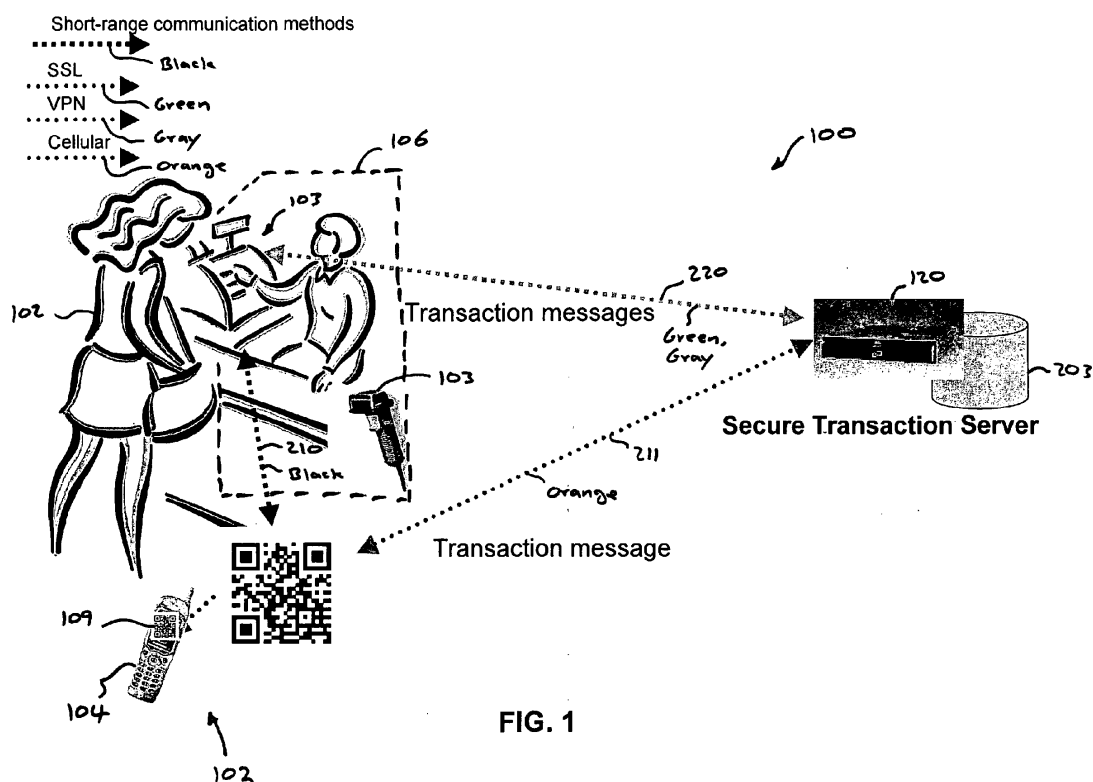 Short-range communication methods
Black
SSL
Green
VPN
Gray
Cellular
Orange
106
100
103
102
220
Transaction messages
Green,
Gray
120
103
203
Secure Transaction Server
210
Black
211
Orange
Transaction message
109
104
FIG. 1
102